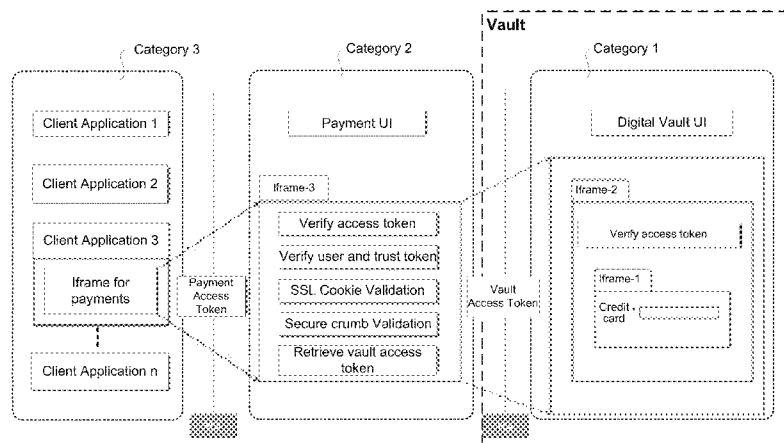 Vault
Category 3
Category 2
Category 1
Client Application 1
Client Application 2
Client Application 3
Iframe for
payments
Client Application n
Payment
Access
Token
Payment UI
Iframe-3
Verify access token
Verify user and trust token
SSL Cookie Validation
Secure crumb Validation
Retrieve vault access
token
Vault
Access Token
Digital Vault UI
Iframe-2
Verify access token
Iframe-1
Credit
card